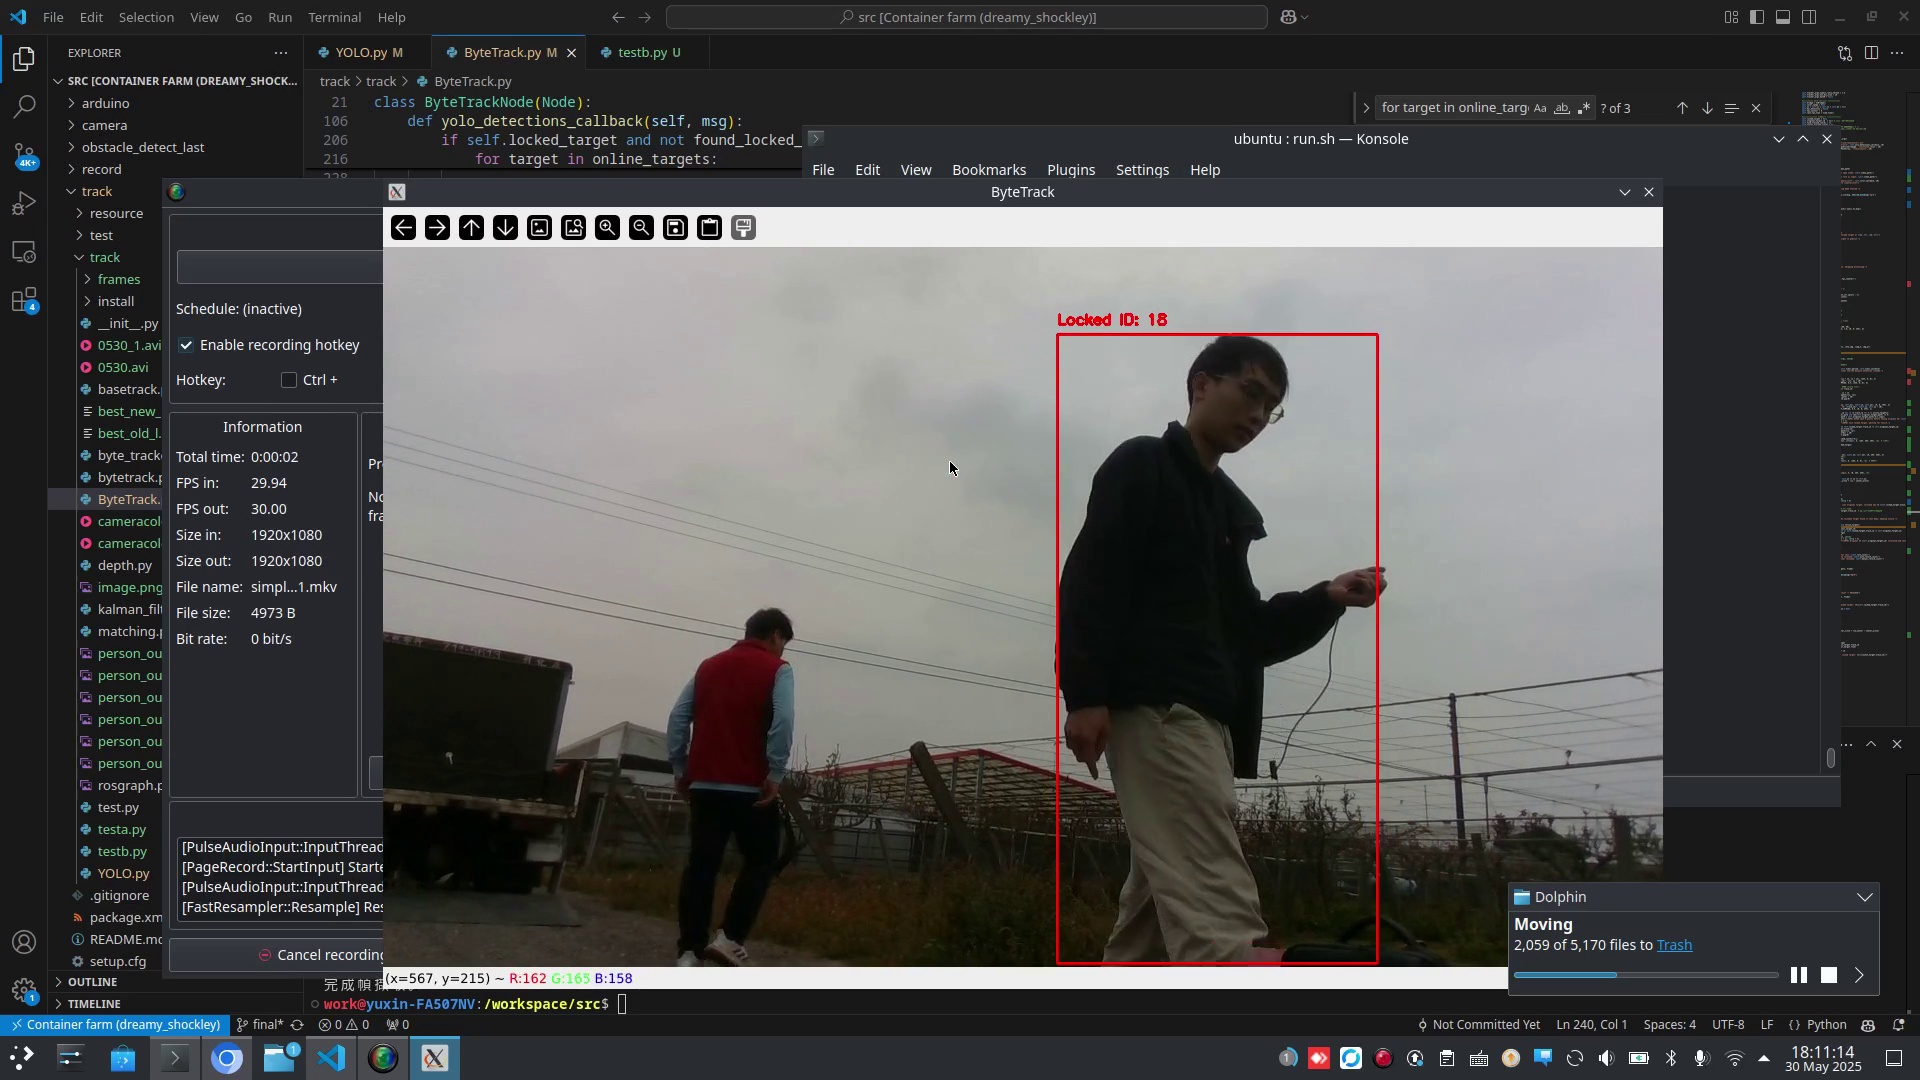 File Edit Selection View Go Run Terminal Help
src [Container farm (dreamy_shockley)]
EXPLORER
YOLO.py M
ByteTrack.py M
testb.py U
SRC [CONTAINER FARM (DREAMY_SHOCK...
track > track > ByteTrack.py
arduino
camera
obstacle_detect_last
record
track
resource
test
track
frames
install
__init__.py
0530_1.avi
0530.avi
basetrack.
best_new_
best_old_l.
byte_track
bytetrack.p
ByteTrack.
cameracol
cameracol
depth.py
image.png
kalman_filt
matching.p
person_ou
person_ou
person_ou
person_ou
person_ou
person_ou
rosgraph.p
test.py
testa.py
testb.py
YOLO.py
.gitignore
package.xm
README.md
setup.cfg
OUTLINE
TIMELINE
21 class ByteTrackNode(Node):
106 def yolo_detections_callback(self, msg):
206 if self.locked_target and not found_locked_
216 for target in online_targets:
for target in online_targ
? of 3
ubuntu : run.sh — Konsole
File Edit View Bookmarks Plugins Settings Help
ByteTrack
Schedule: (inactive)
Enable recording hotkey
Hotkey: Ctrl +
Information
Total time: 0:00:02
FPS in: 29.94
FPS out: 30.00
Size in: 1920x1080
Size out: 1920x1080
File name: simpl...1.mkv
File size: 4973 B
Bit rate: 0 bit/s
Pr
No
fra
[PulseAudioInput::InputThread
[PageRecord::StartInput] Starte
[PulseAudioInput::InputThread
[FastResampler::Resample] Res
Cancel recording
Locked ID: 18
(x=567, y=215) ~ R:162 G:165 B:158
work@yuxin-FA507NV:/workspace/src$
Dolphin
Moving
2,059 of 5,170 files to Trash
Container farm (dreamy_shockley) final* 0 0 0
Not Committed Yet Ln 240, Col 1 Spaces: 4 UTF-8 LF {} Python
18:11:14
30 May 2025